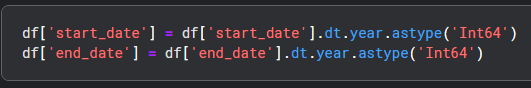 df['start_date'] = df['start_date'].dt.year.astype('Int64')
df['end_date'] = df['end_date'].dt.year.astype('Int64')